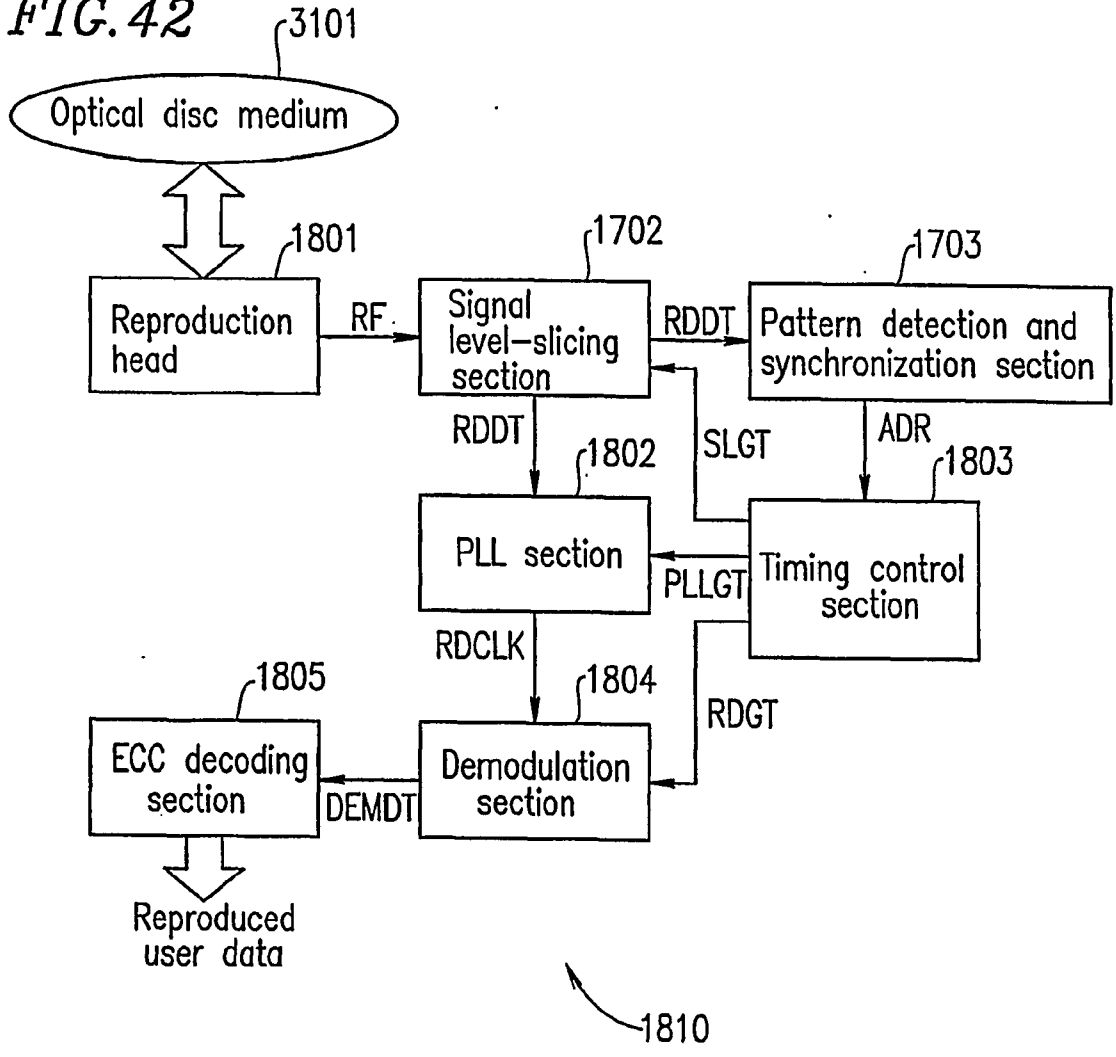 FIG. 42
3101
Optical disc medium
1801
1702
1703
Reproduction
head
RF
Signal
level-slicing
section
RDDT
Pattern detection and
synchronization section
RDDT
SLGT
ADR
1802
1803
PLL section
PLLGT
Timing control
section
RDCLK
RDGT
1805
1804
ECC decoding
section
DEMDT
Demodulation
section
Reproduced
user data
1810